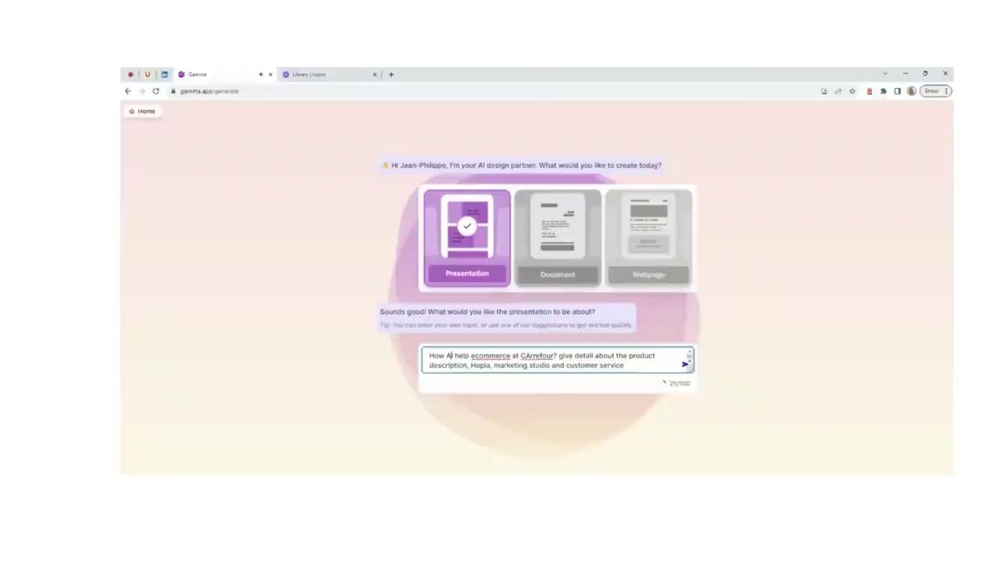 Gamma
Library | Loom
gamma.app/generate
Erreur
Home
Hi Jean-Philippe, I'm your AI design partner. What would you like to create today?
Presentation
Document
Webpage
Sounds good! What would you like the presentation to be about?
Tip: You can enter your own topic, or use one of our suggestions to get started quickly.
How AI help ecommerce at CArrefour? give detail about the product
description, Hopla, marketing studio and customer service
25/100